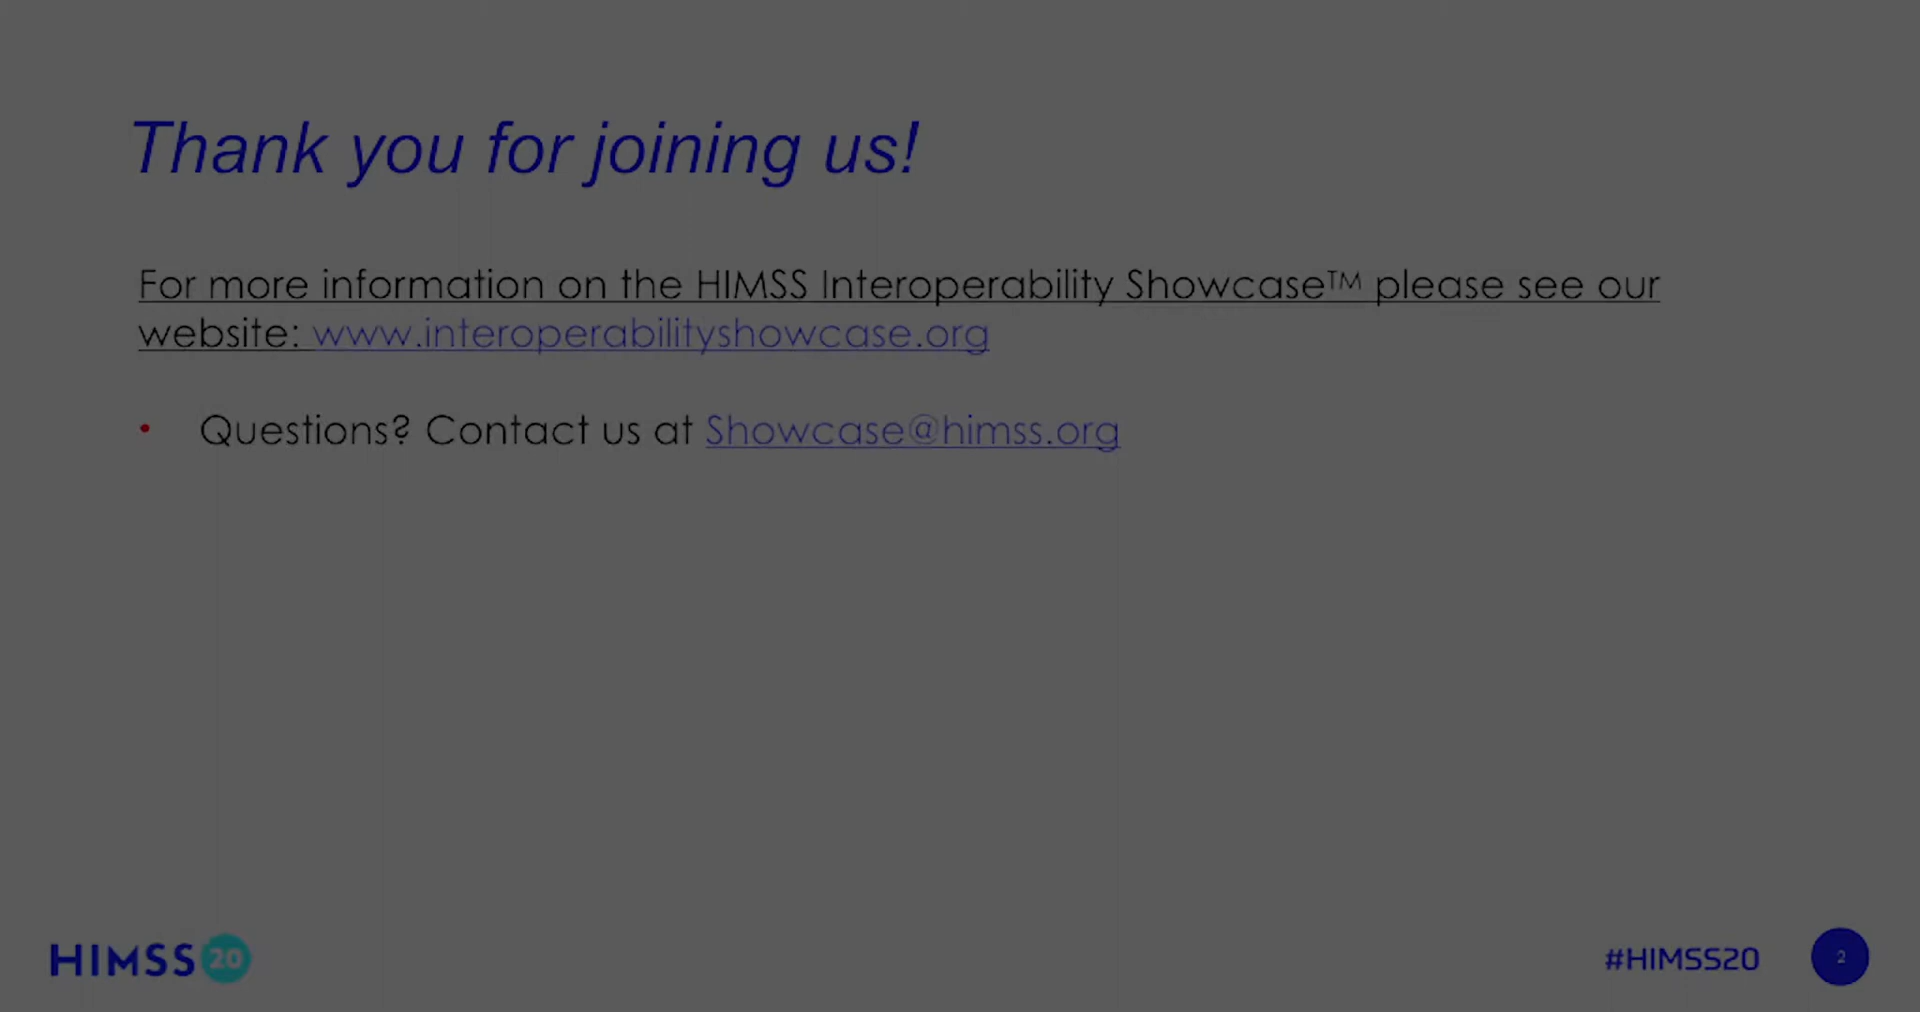 Thank you for joining us!
For more information on the HIMSS Interoperability Showcase™ please see our
website: www.interoperabilityshowcase.org
• Questions? Contact us at Showcase@himss.org
HIMSS 20
#HIMSS20
2